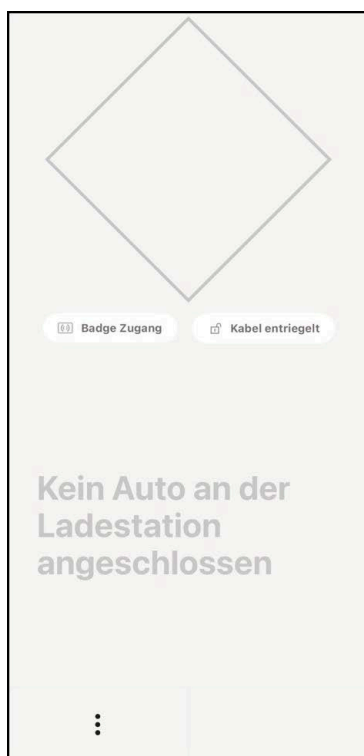 Badge Zugang
Kabel entriegelt
Kein Auto an der
Ladestation
angeschlossen